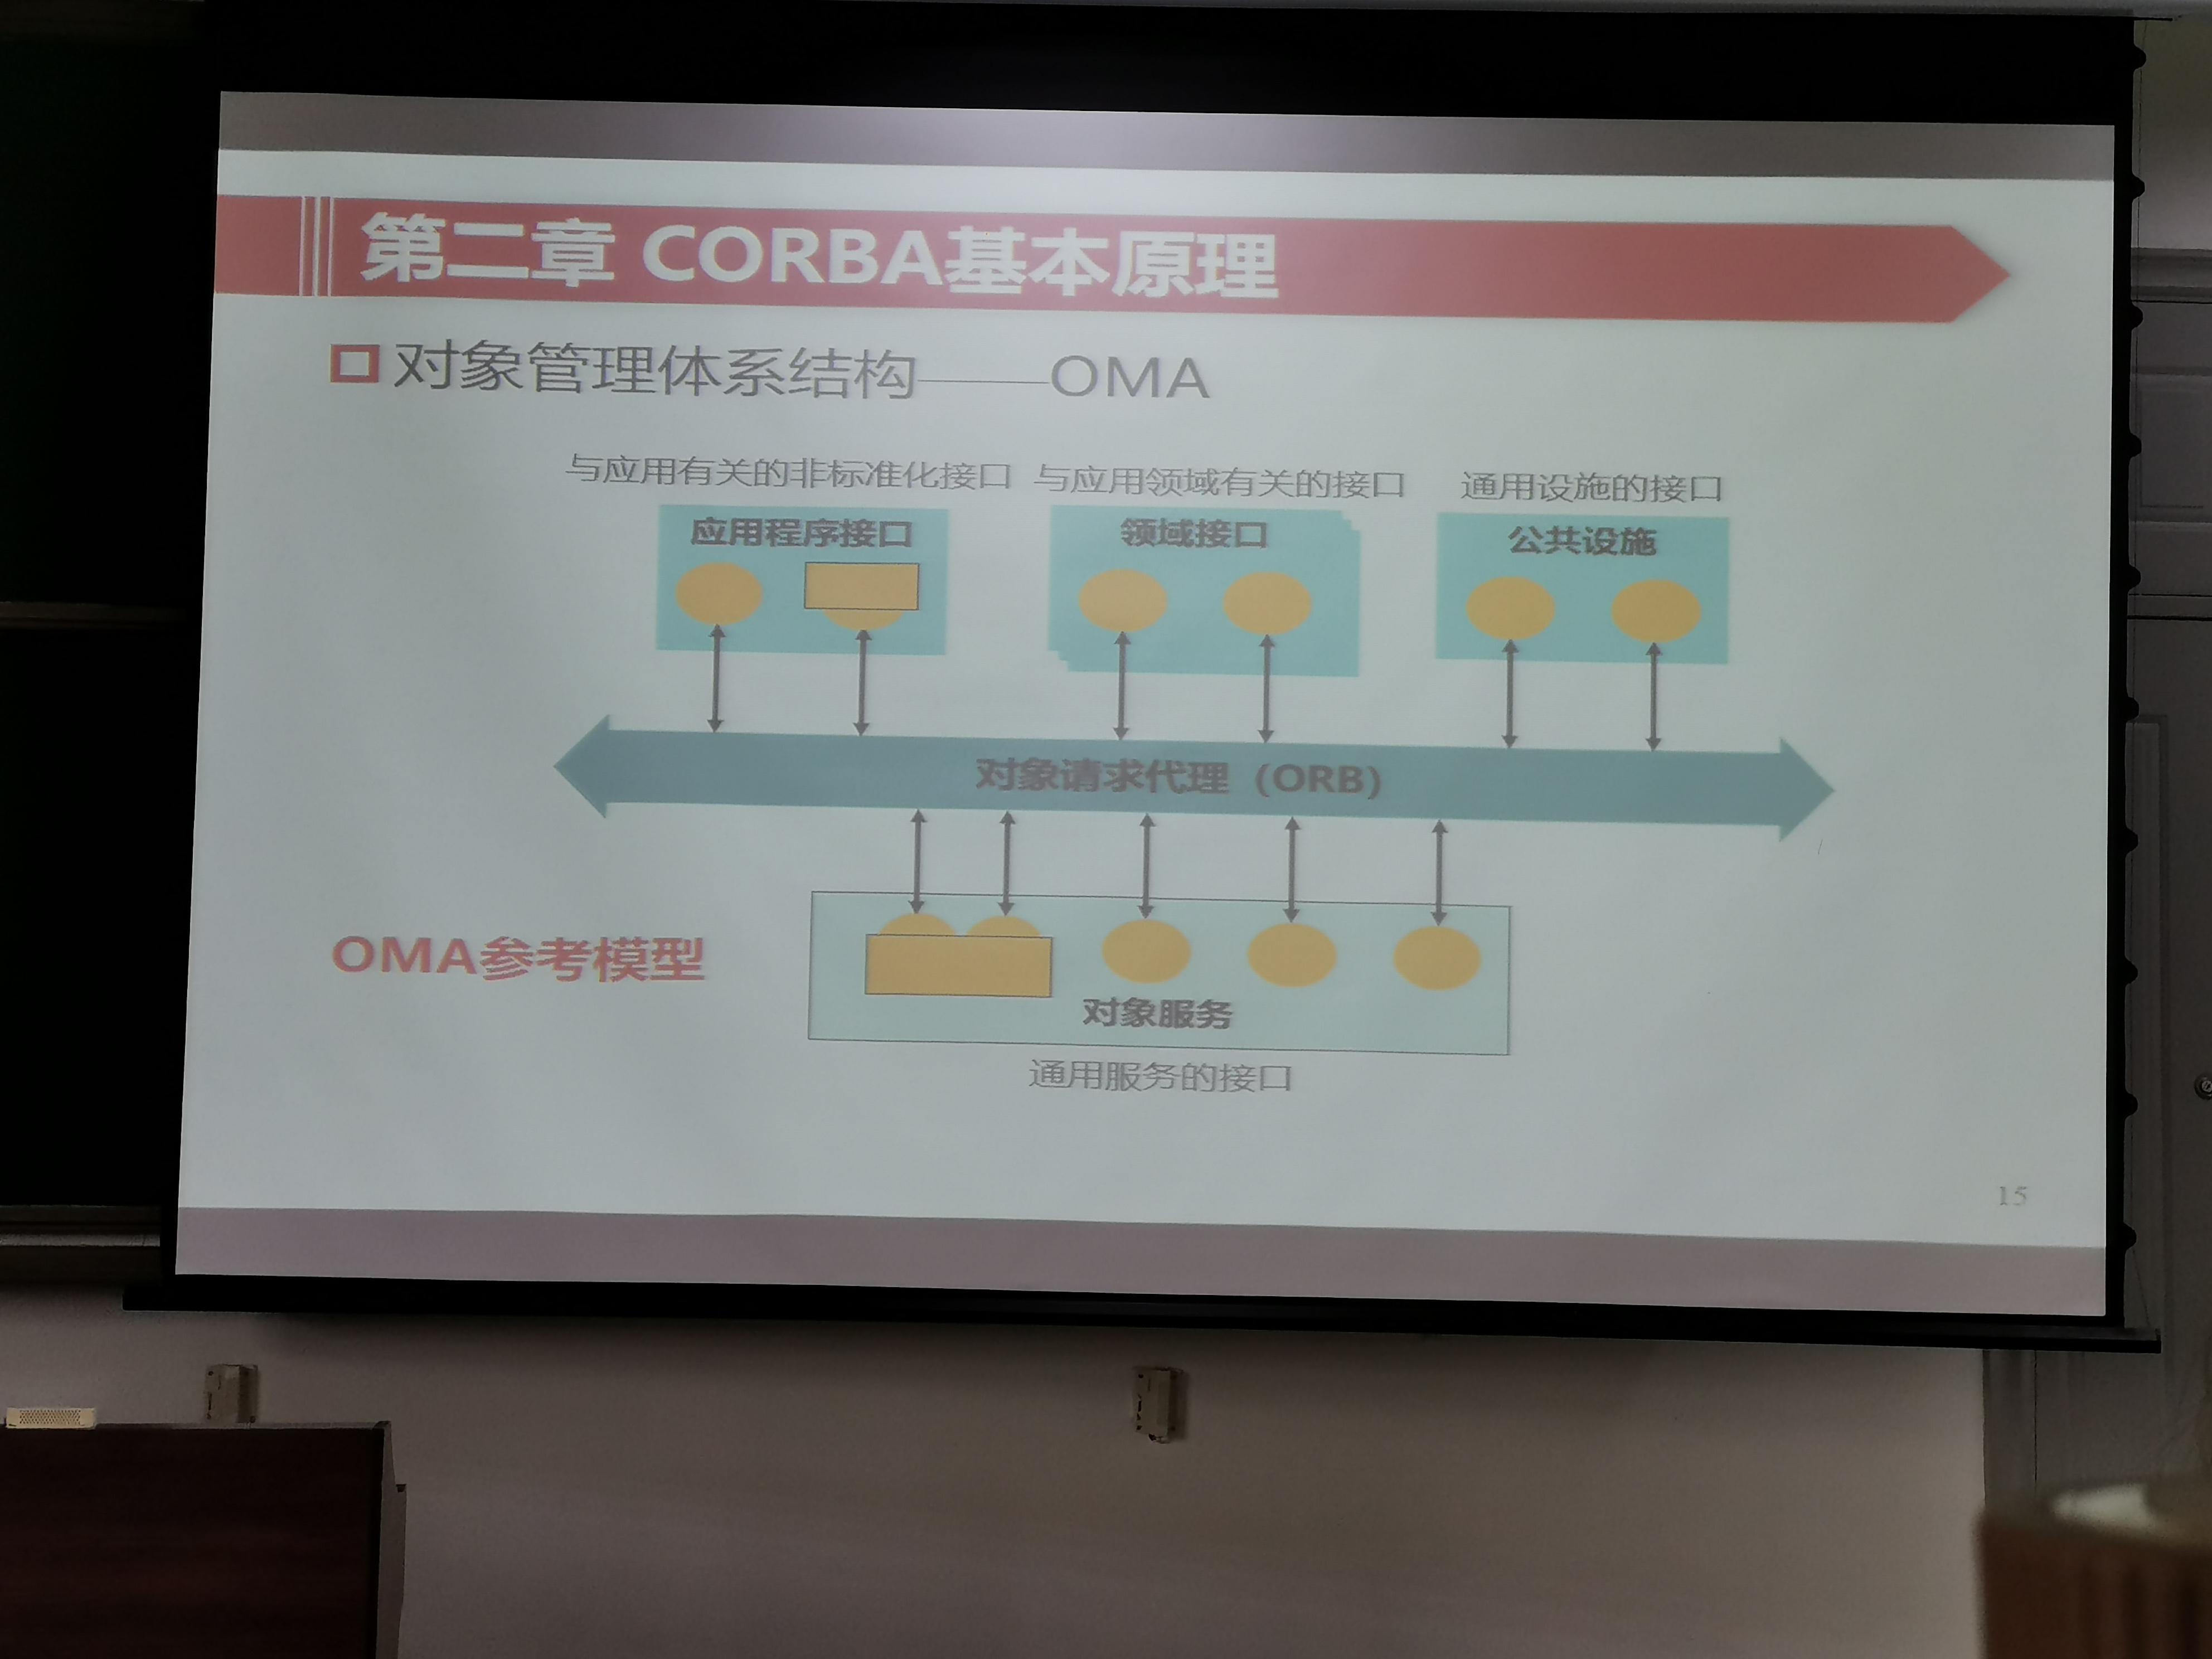 第二章 CORBA基本原理
对象管理体系结构——OMA
与应用有关的非标准化接口 与应用领域有关的接口 通用设施的接口
应用程序接口 领域接口 公共设施
对象请求代理（ORB）
OMA参考模型
对象服务
通用服务的接口
15